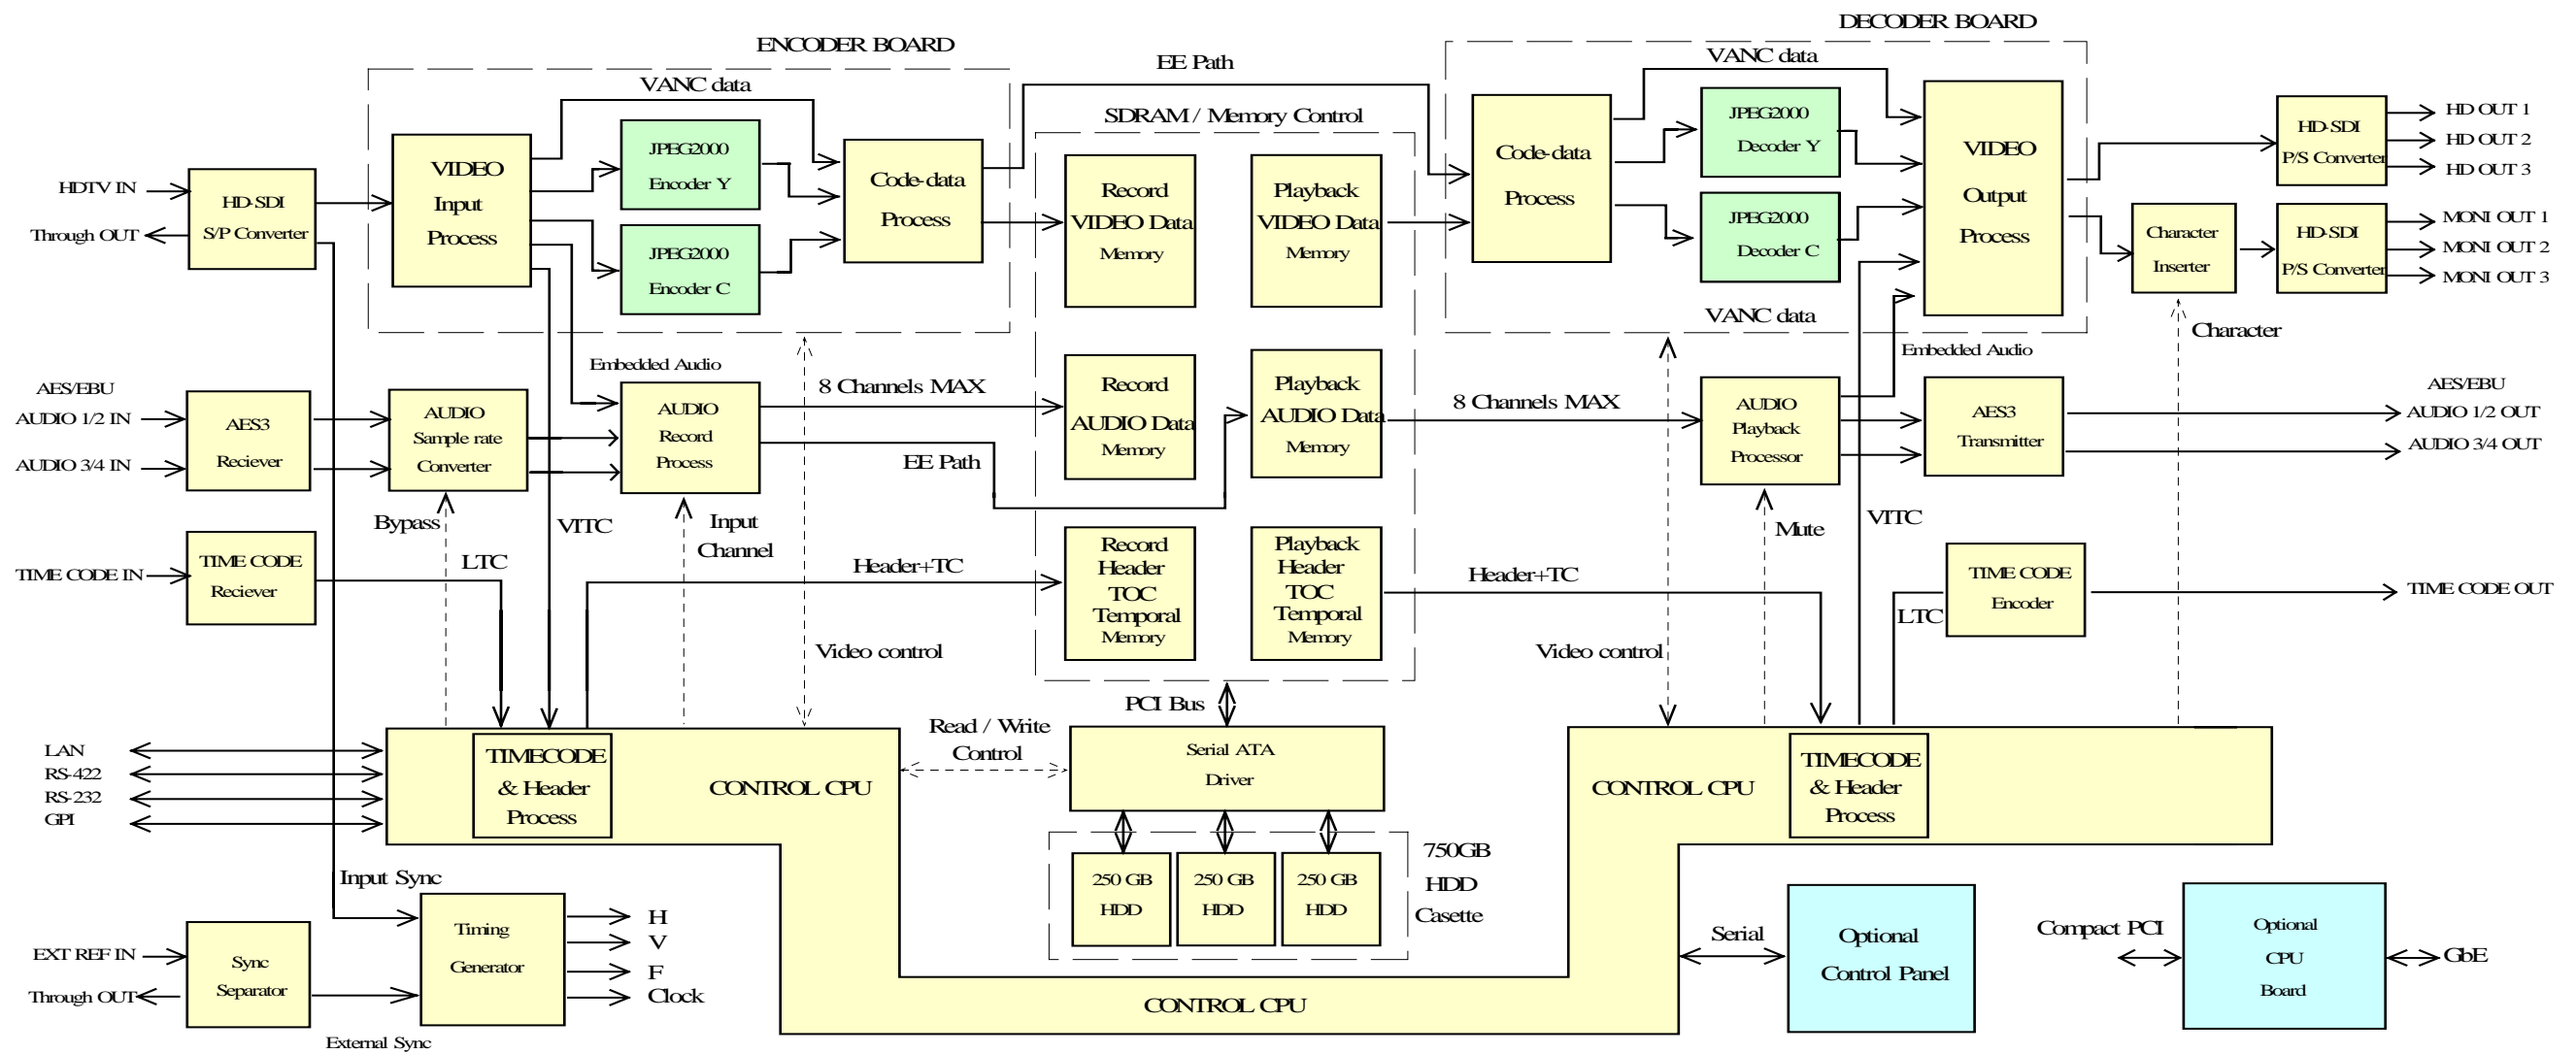 DECODER BOARD
ENCODER BOARD
EE Path
VANC data
VANC data
SDRAM / Memory Control
HDTV IN
Through OUT
HD-SDI
S/P Converter
VIDEO
Input
Process
JPEG2000
Encoder Y
JPEG2000
Encoder C
Code-data
Process
Record
VIDEO Data
Memory
Playback
VIDEO Data
Memory
Code-data
Process
JPEG2000
Decoder Y
JPEG2000
Decoder C
VIDEO
Output
Process
HD-SDI
P/S Converter
HD OUT 1
HD OUT 2
HD OUT 3
Character
Inserter
HD-SDI
P/S Converter
MONI OUT 1
MONI OUT 2
MONI OUT 3
VANC data
Character
Embedded Audio
Embedded Audio
AES/EBU
AUDIO 1/2 IN
AUDIO 3/4 IN
AES3
Reciever
AUDIO
Sample rate
Converter
AUDIO
Record
Process
8 Channels MAX
EE Path
Record
AUDIO Data
Memory
Playback
AUDIO Data
Memory
8 Channels MAX
AUDIO
Playback
Processor
AES3
Transmitter
AES/EBU
AUDIO 1/2 OUT
AUDIO 3/4 OUT
Bypass
VITC
Input
Channel
Mute
VITC
TIME CODE IN
TIME CODE
Reciever
LTC
Header+TC
Record
Header
TOC
Temporal
Memory
Playback
Header
TOC
Temporal
Memory
Header+TC
LTC
TIME CODE
Encoder
TIME CODE OUT
Video control
Video control
PCI Bus
LAN
RS-422
RS-232
GPI
TIMECODE
& Header
Process
CONTROL CPU
Read / Write
Control
Serial ATA
Driver
CONTROL CPU
TIMECODE
& Header
Process
250 GB
HDD
250 GB
HDD
250 GB
HDD
750GB
HDD
Casette
Input Sync
EXT REF IN
Through OUT
Sync
Separator
External Sync
Timing
Generator
H
V
F
Clock
CONTROL CPU
Serial
Optional
Control Panel
Compact PCI
Optional
CPU
Board
GbE